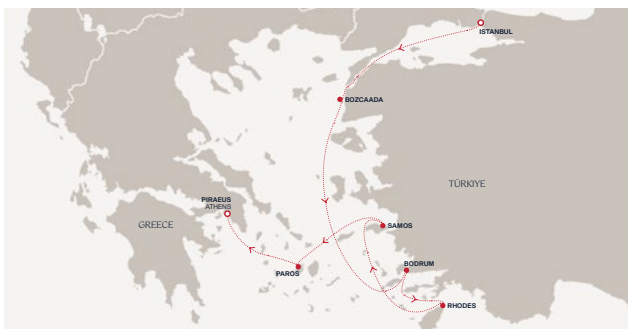 ISTANBUL
BOZCAADA
TÜRKIYE
PIRAEUS
ATHENS
GREECE
SAMOS
PAROS
BODRUM
RHODES